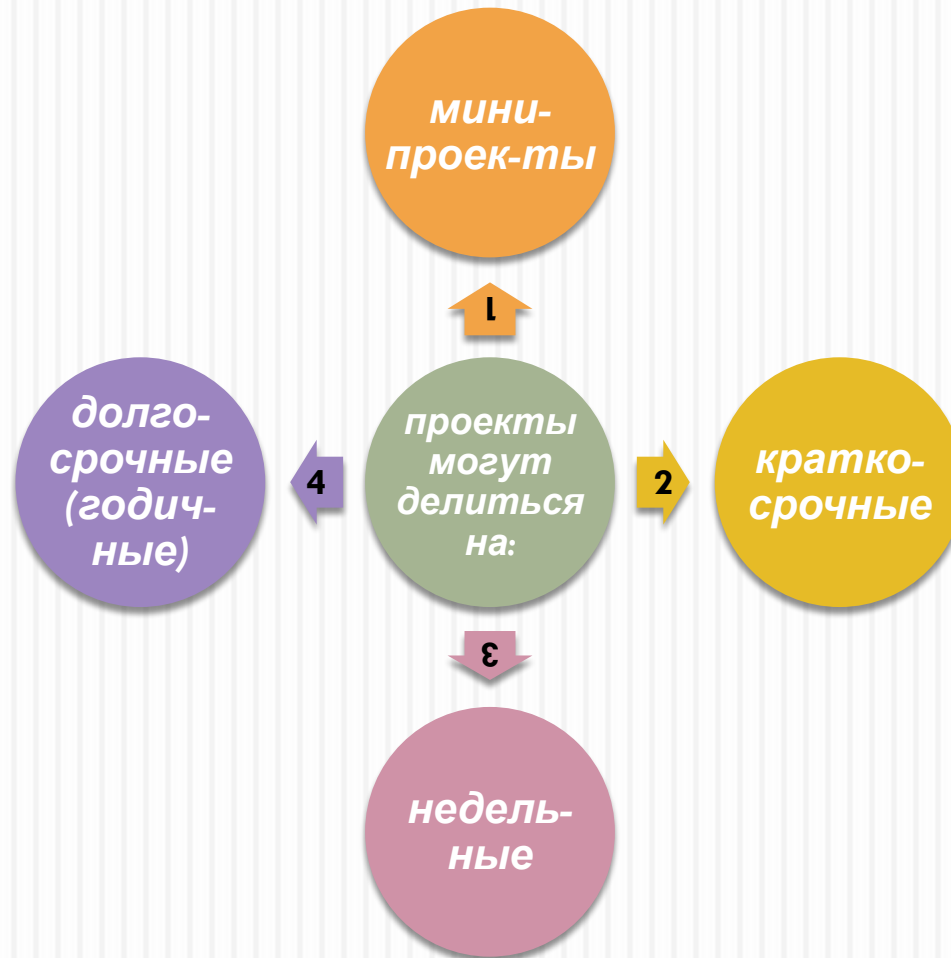 мини-
проек-ты
1
долго-
срочные
(годич-
ные)
4
проекты
могут
делиться
на:
2
кратко-
срочные
3
недель-
ные